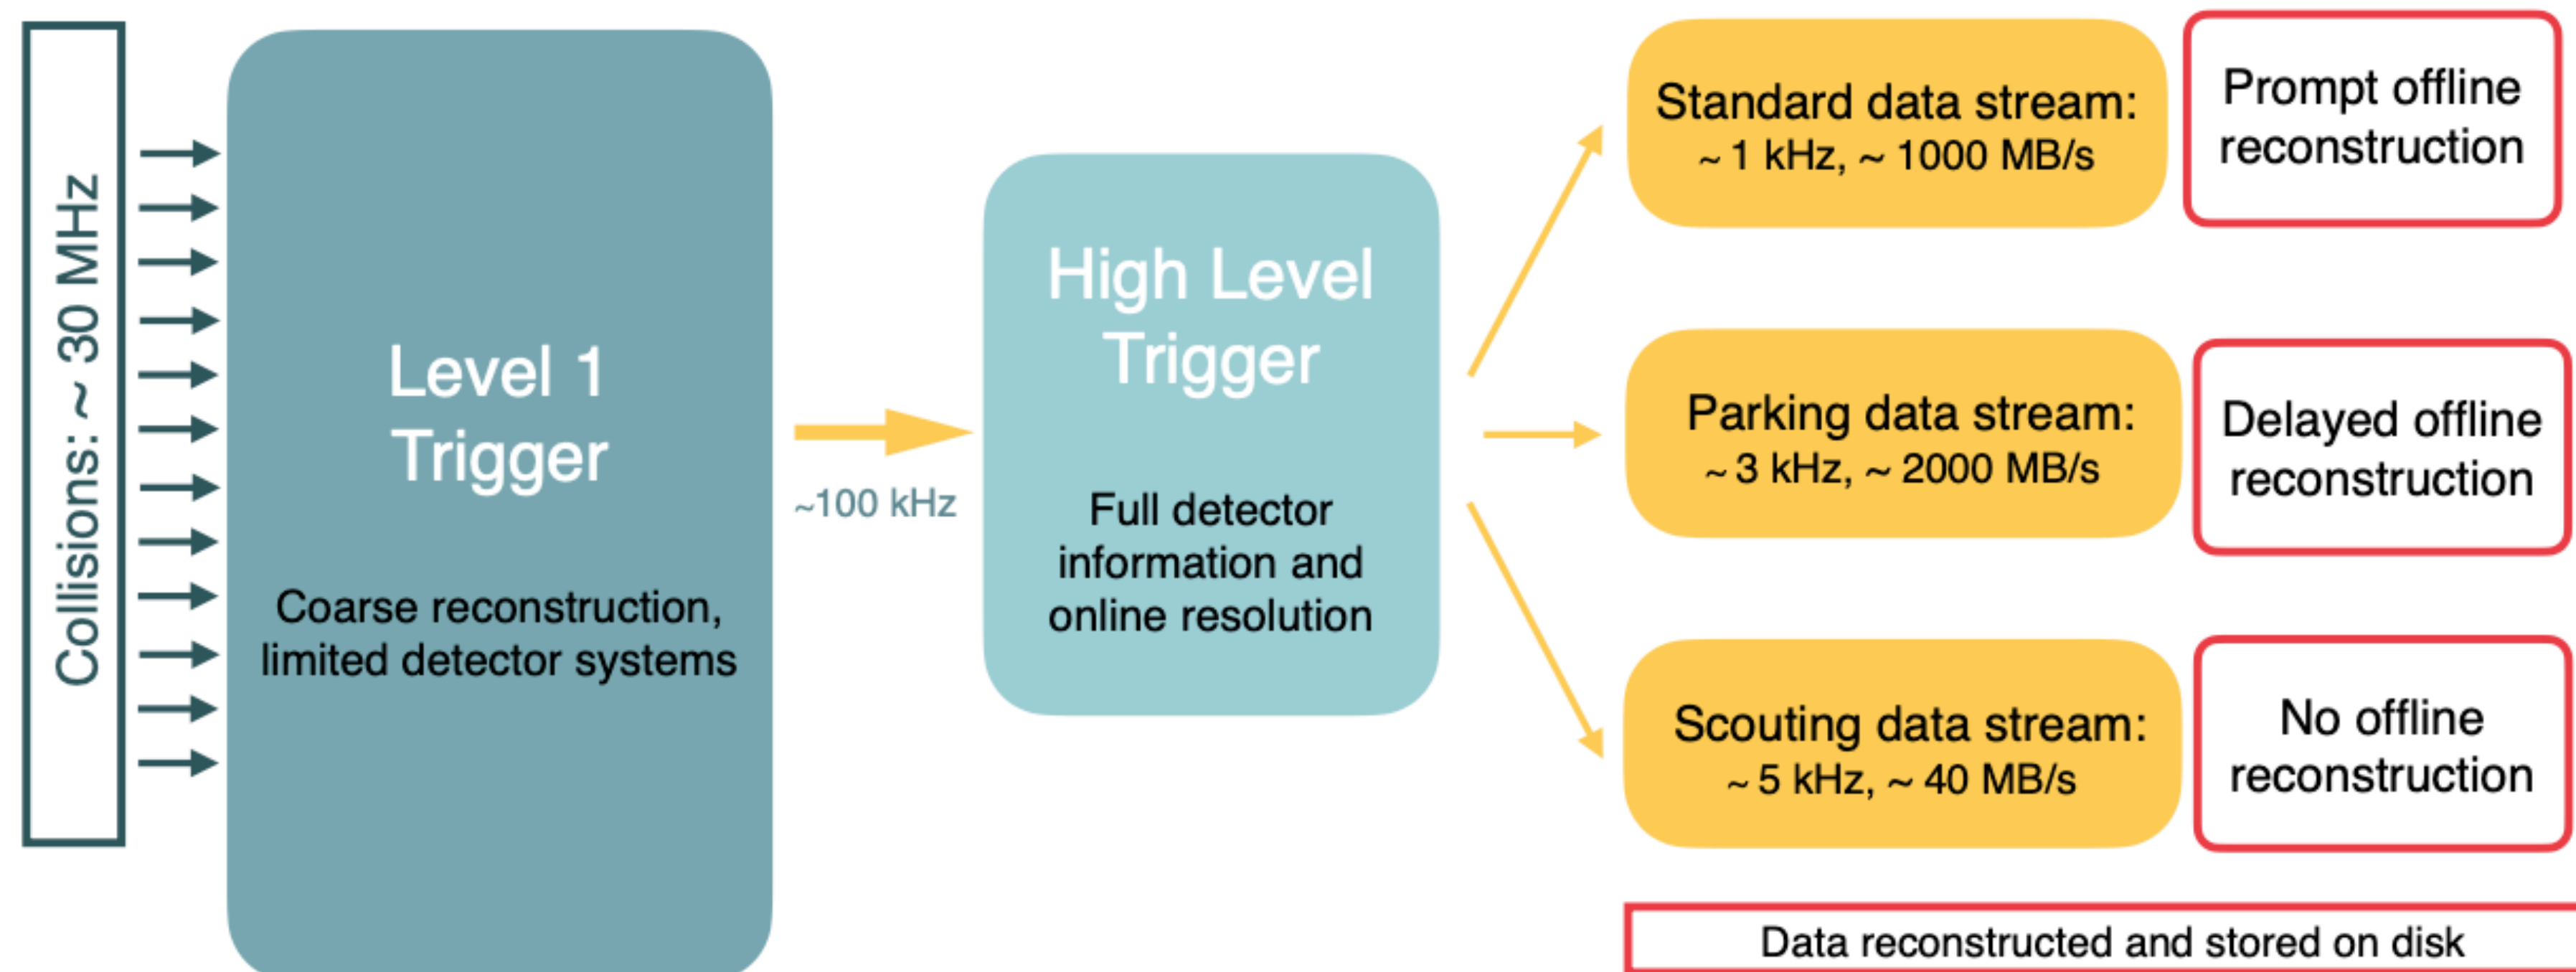 Collisions: ~ 30 MHz
Level 1
Trigger
Coarse reconstruction,
limited detector systems
~100 kHz
High Level
Trigger
Full detector
information and
online resolution
Standard data stream:
~ 1 kHz, ~ 1000 MB/s
Prompt offline
reconstruction
Parking data stream:
~ 3 kHz, ~ 2000 MB/s
Delayed offline
reconstruction
Scouting data stream:
~ 5 kHz, ~ 40 MB/s
No offline
reconstruction
Data reconstructed and stored on disk